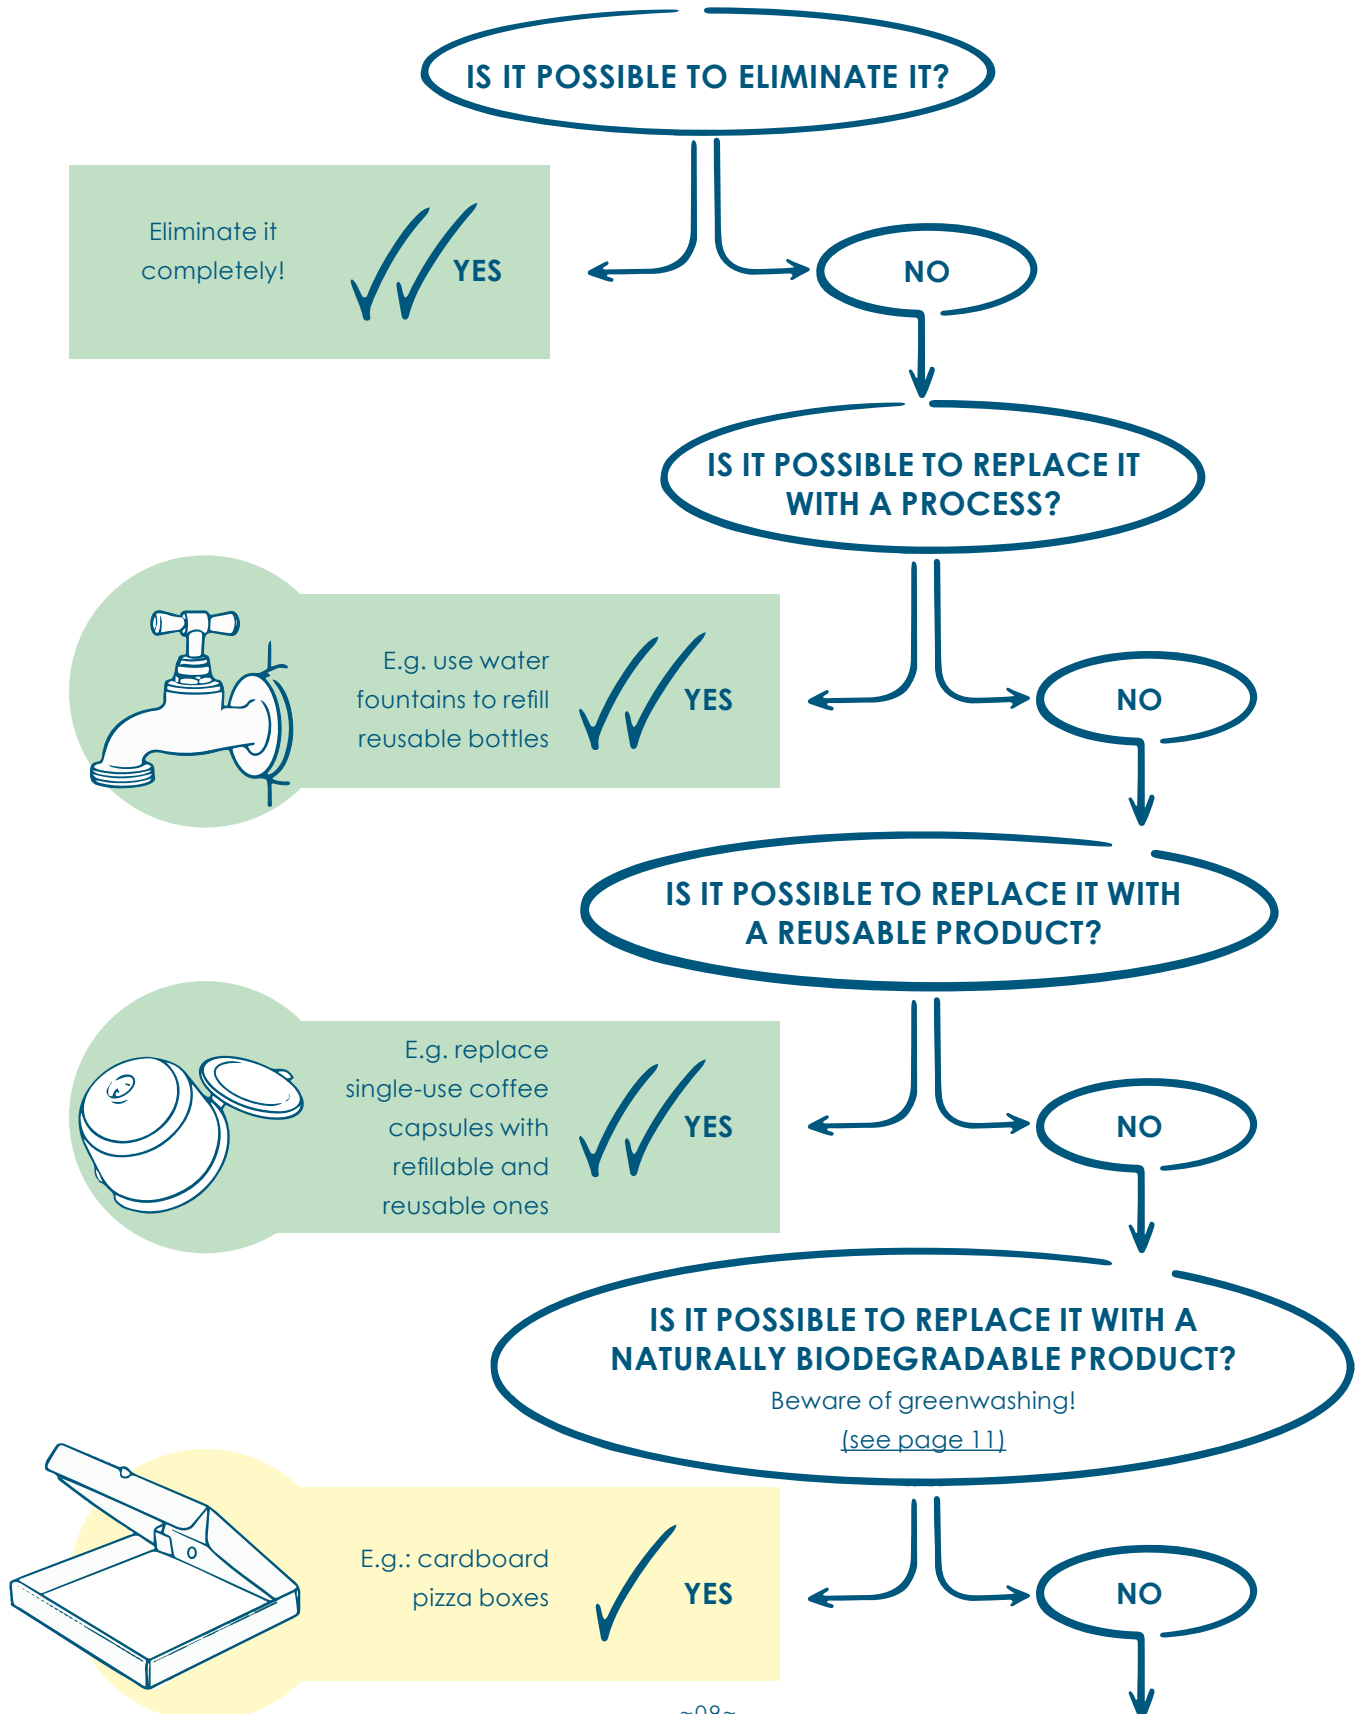 IS IT POSSIBLE TO ELIMINATE IT?
Eliminate it
completely!
YES
NO
IS IT POSSIBLE TO REPLACE IT
WITH A PROCESS?
E.g. use water
fountains to refill
reusable bottles
YES
NO
IS IT POSSIBLE TO REPLACE IT WITH
A REUSABLE PRODUCT?
E.g. replace
single-use coffee
capsules with
refillable and
reusable ones
YES
NO
IS IT POSSIBLE TO REPLACE IT WITH A
NATURALLY BIODEGRADABLE PRODUCT?
Beware of greenwashing!
(see page 11)
E.g.: cardboard
pizza boxes
YES
NO